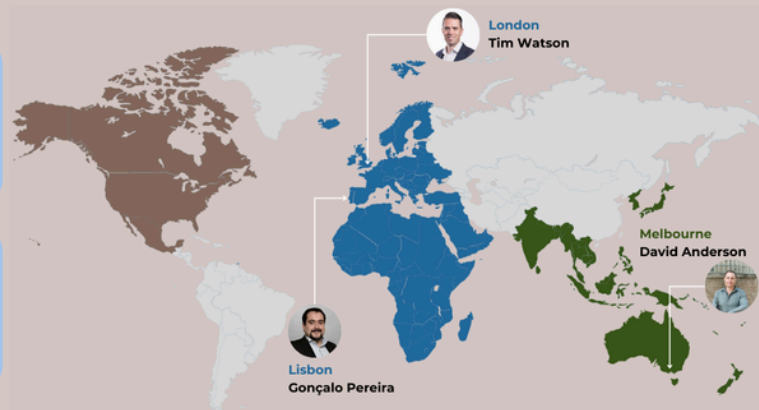 London
Tim Watson
Melbourne
David Anderson
Lisbon
Gonçalo Pereira